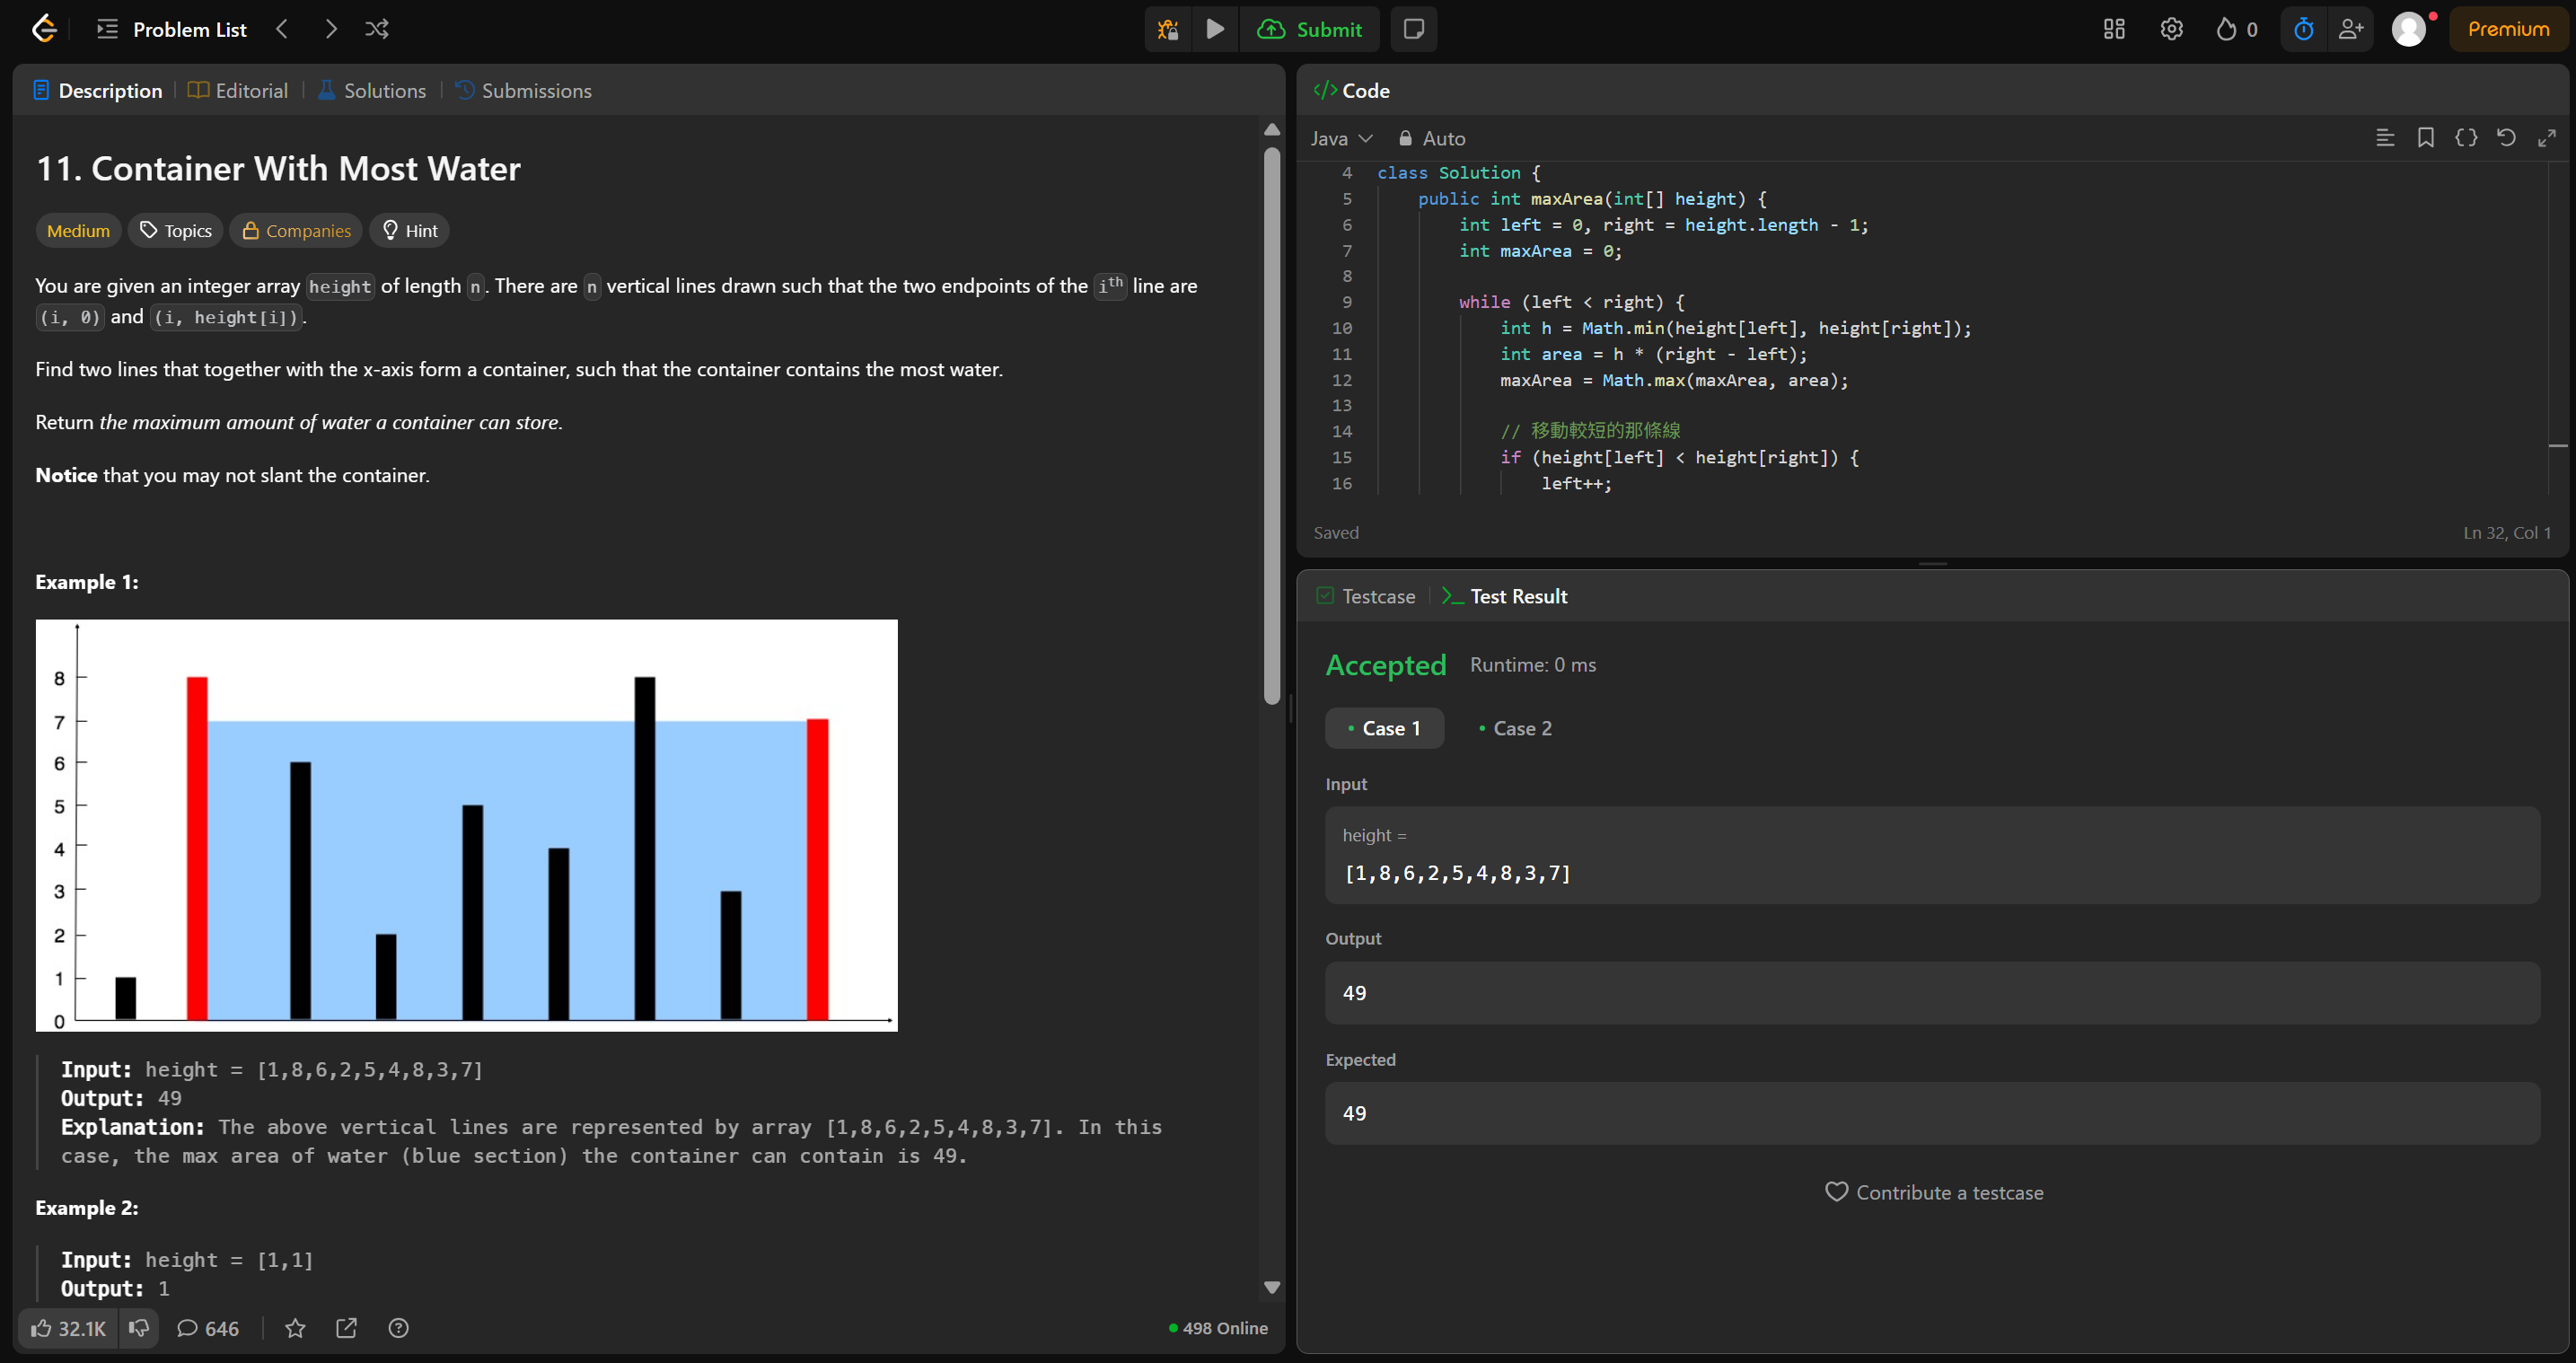 Problem List
Submit
0
Premium
Description
Editorial
Solutions
Submissions
11. Container With Most Water
Medium
Topics
Companies
Hint
You are given an integer array height of length n. There are n vertical lines drawn such that the two endpoints of the ith line are
(i, 0) and (i, height[i]).
Find two lines that together with the x-axis form a container, such that the container contains the most water.
Return the maximum amount of water a container can store.
Notice that you may not slant the container.
Example 1:
8
7
6
5
4
3
2
1
0
Input: height = [1,8,6,2,5,4,8,3,7]
Output: 49
Explanation: The above vertical lines are represented by array [1,8,6,2,5,4,8,3,7]. In this
case, the max area of water (blue section) the container can contain is 49.
Example 2:
Input: height = [1,1]
Output: 1
32.1K
646
498 Online
Code
Java
Auto
4 class Solution {
5 public int maxArea(int[] height) {
6 int left = 0, right = height.length - 1;
7 int maxArea = 0;
8
9 while (left < right) {
10 int h = Math.min(height[left], height[right]);
11 int area = h * (right - left);
12 maxArea = Math.max(maxArea, area);
13
14 // 移動較短的那條線
15 if (height[left] < height[right]) {
16 left++;
Saved
Ln 32, Col 1
Testcase
Test Result
Accepted
Runtime: 0 ms
Case 1
Case 2
Input
height =
[1,8,6,2,5,4,8,3,7]
Output
49
Expected
49
Contribute a testcase